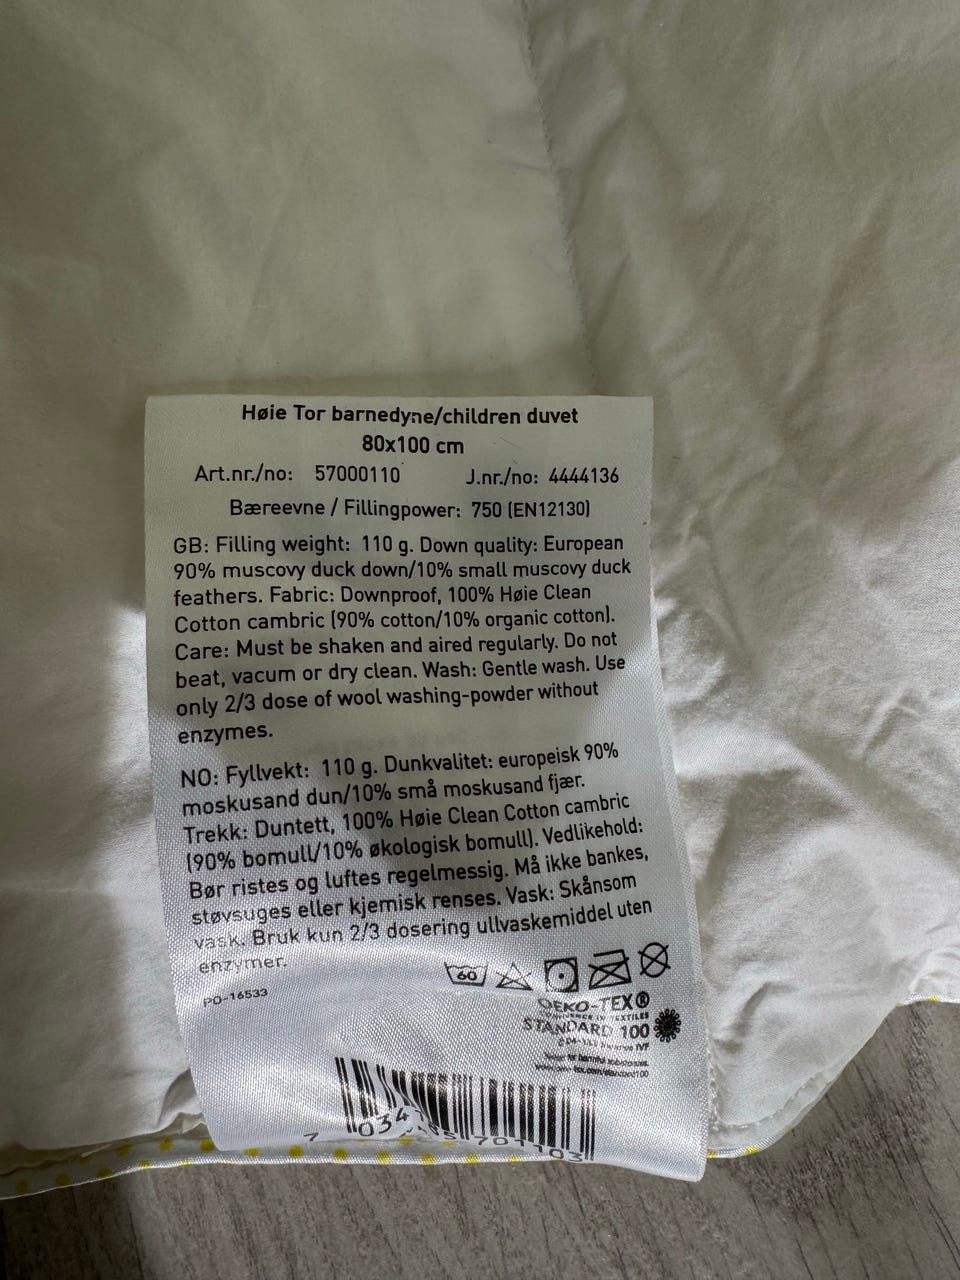 Høie Tor barnedyne/children duvet
80x100 cm
Art.nr./no: 57000110 J.nr./no: 4444136
Bæreevne / Fillingpower: 750 (EN12130)
GB: Filling weight: 110 g. Down quality: European
90% muscovy duck down/10% small muscovy duck
feathers. Fabric: Downproof, 100% Høie Clean
Cotton cambric (90% cotton/10% organic cotton).
Care: Must be shaken and aired regularly. Do not
beat, vacum or dry clean. Wash: Gentle wash. Use
only 2/3 dose of wool washing-powder without
enzymes.
NO: Fyllvekt: 110 g. Dunkvalitet: europeisk 90%
moskusand dun/10% små moskusand fjær.
Trekk: Duntett, 100% Høie Clean Cotton cambric
(90% bomull/10% økologisk bomull). Vedlikehold:
Bør ristes og luftes regelmessig. Må ikke bankes,
støvsuges eller kjemisk renses. Vask: Skånsom
vask. Bruk kun 2/3 dosering ullvaskemiddel uten
enzymer.
60
PO-16533
OEKO-TEX®
CONFIDENCE IN TEXTILES
STANDARD 100
7 034 701103